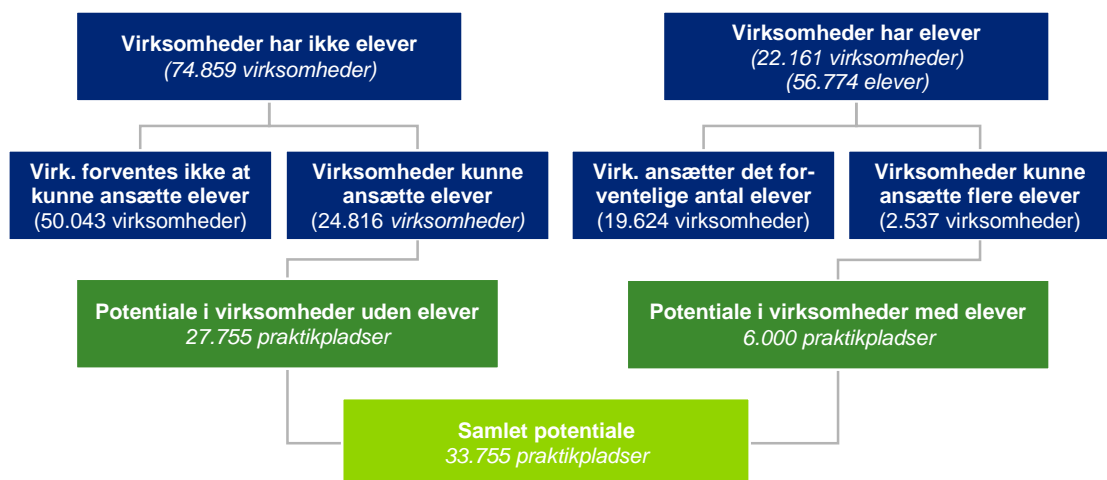 Virksomheder har ikke elever
(74.859 virksomheder)
Virksomheder har elever
(22.161 virksomheder)
(56.774 elever)
Virk. forventes ikke at
kunne ansætte elever
(50.043 virksomheder)
Virksomheder kunne
ansætte elever
(24.816 virksomheder)
Virk. ansætter det for-
ventelige antal elever
(19.624 virksomheder)
Virksomheder kunne
ansætte flere elever
(2.537 virksomheder)
Potentiale i virksomheder uden elever
27.755 praktikpladser
Potentiale i virksomheder med elever
6.000 praktikpladser
Samlet potentiale
33.755 praktikpladser